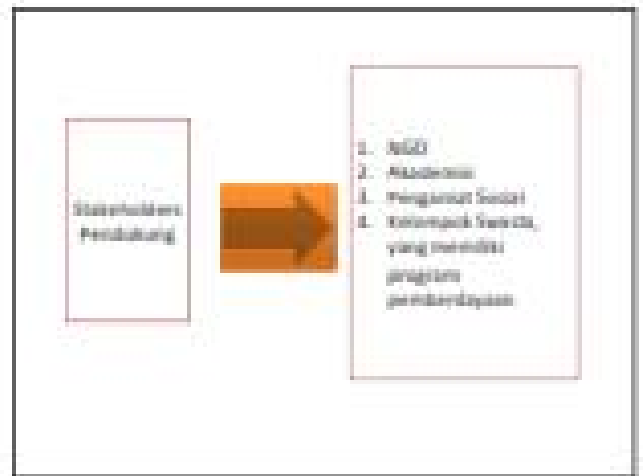 Stakeholders
Pendukung
1. NGO
2. Akademisi
3. Pengamat Sosial
4. Kelompok Swasta,
yang memiliki
program
pemberdayaan